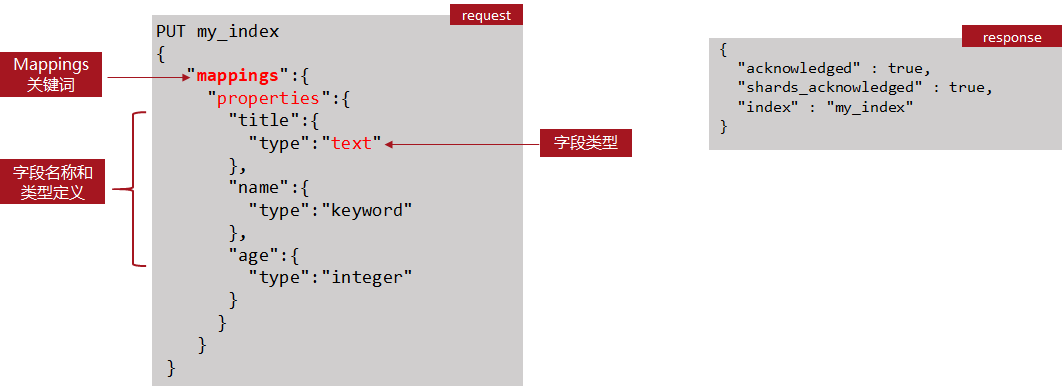 request
PUT my_index
{
"mappings":{
"properties":{
"title":{
"type":"text"
},
"name":{
"type":"keyword"
},
"age":{
"type":"integer"
}
}
}
}
Mappings
关键词
字段名称和
类型定义
字段类型
response
{
"acknowledged" : true,
"shards_acknowledged" : true,
"index" : "my_index"
}